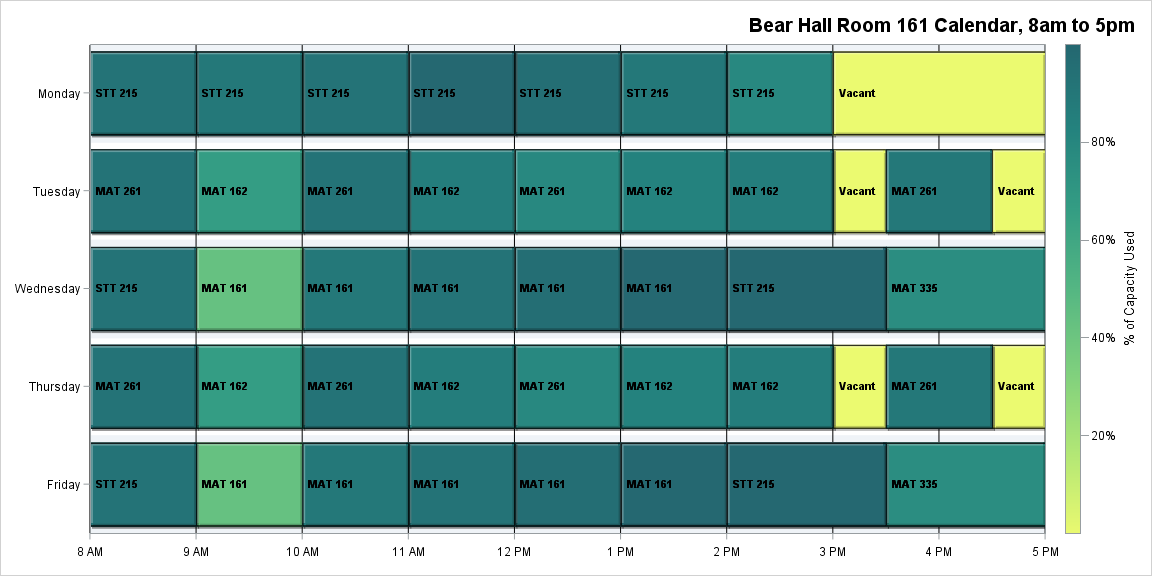 Bear Hall Room 161 Calendar, 8am to 5pm
Monday STT 215 STT 215 STT 215 STT 215 STT 215 STT 215 STT 215 Vacant
80%
Tuesday MAT 261 MAT 162 MAT 261 MAT 162 MAT 261 MAT 162 MAT 162 Vacant MAT 261 Vacant
60%
% of Capacity Used
Wednesday STT 215 MAT 161 MAT 161 MAT 161 MAT 161 MAT 161 STT 215 MAT 335
40%
Thursday MAT 261 MAT 162 MAT 261 MAT 162 MAT 261 MAT 162 MAT 162 Vacant MAT 261 Vacant
20%
Friday STT 215 MAT 161 MAT 161 MAT 161 MAT 161 MAT 161 STT 215 MAT 335
8 AM 9 AM 10 AM 11 AM 12 PM 1 PM 2 PM 3 PM 4 PM 5 PM